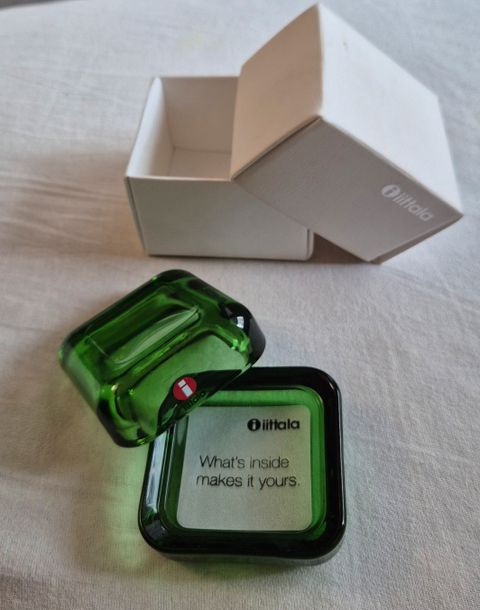 iittala
iittala
What's inside
makes it yours.